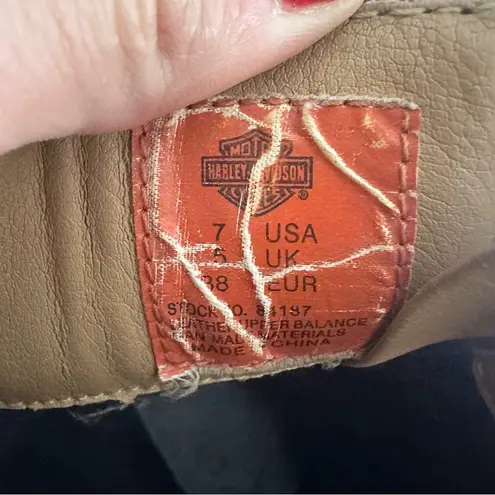 MOTOR
HARLEY-DAVIDSON
CYCLES
®
7 USA
5 UK
38 EUR
STOCK NO. 84187
LEATHER UPPER BALANCE
MAN MADE MATERIALS
MADE CHINA